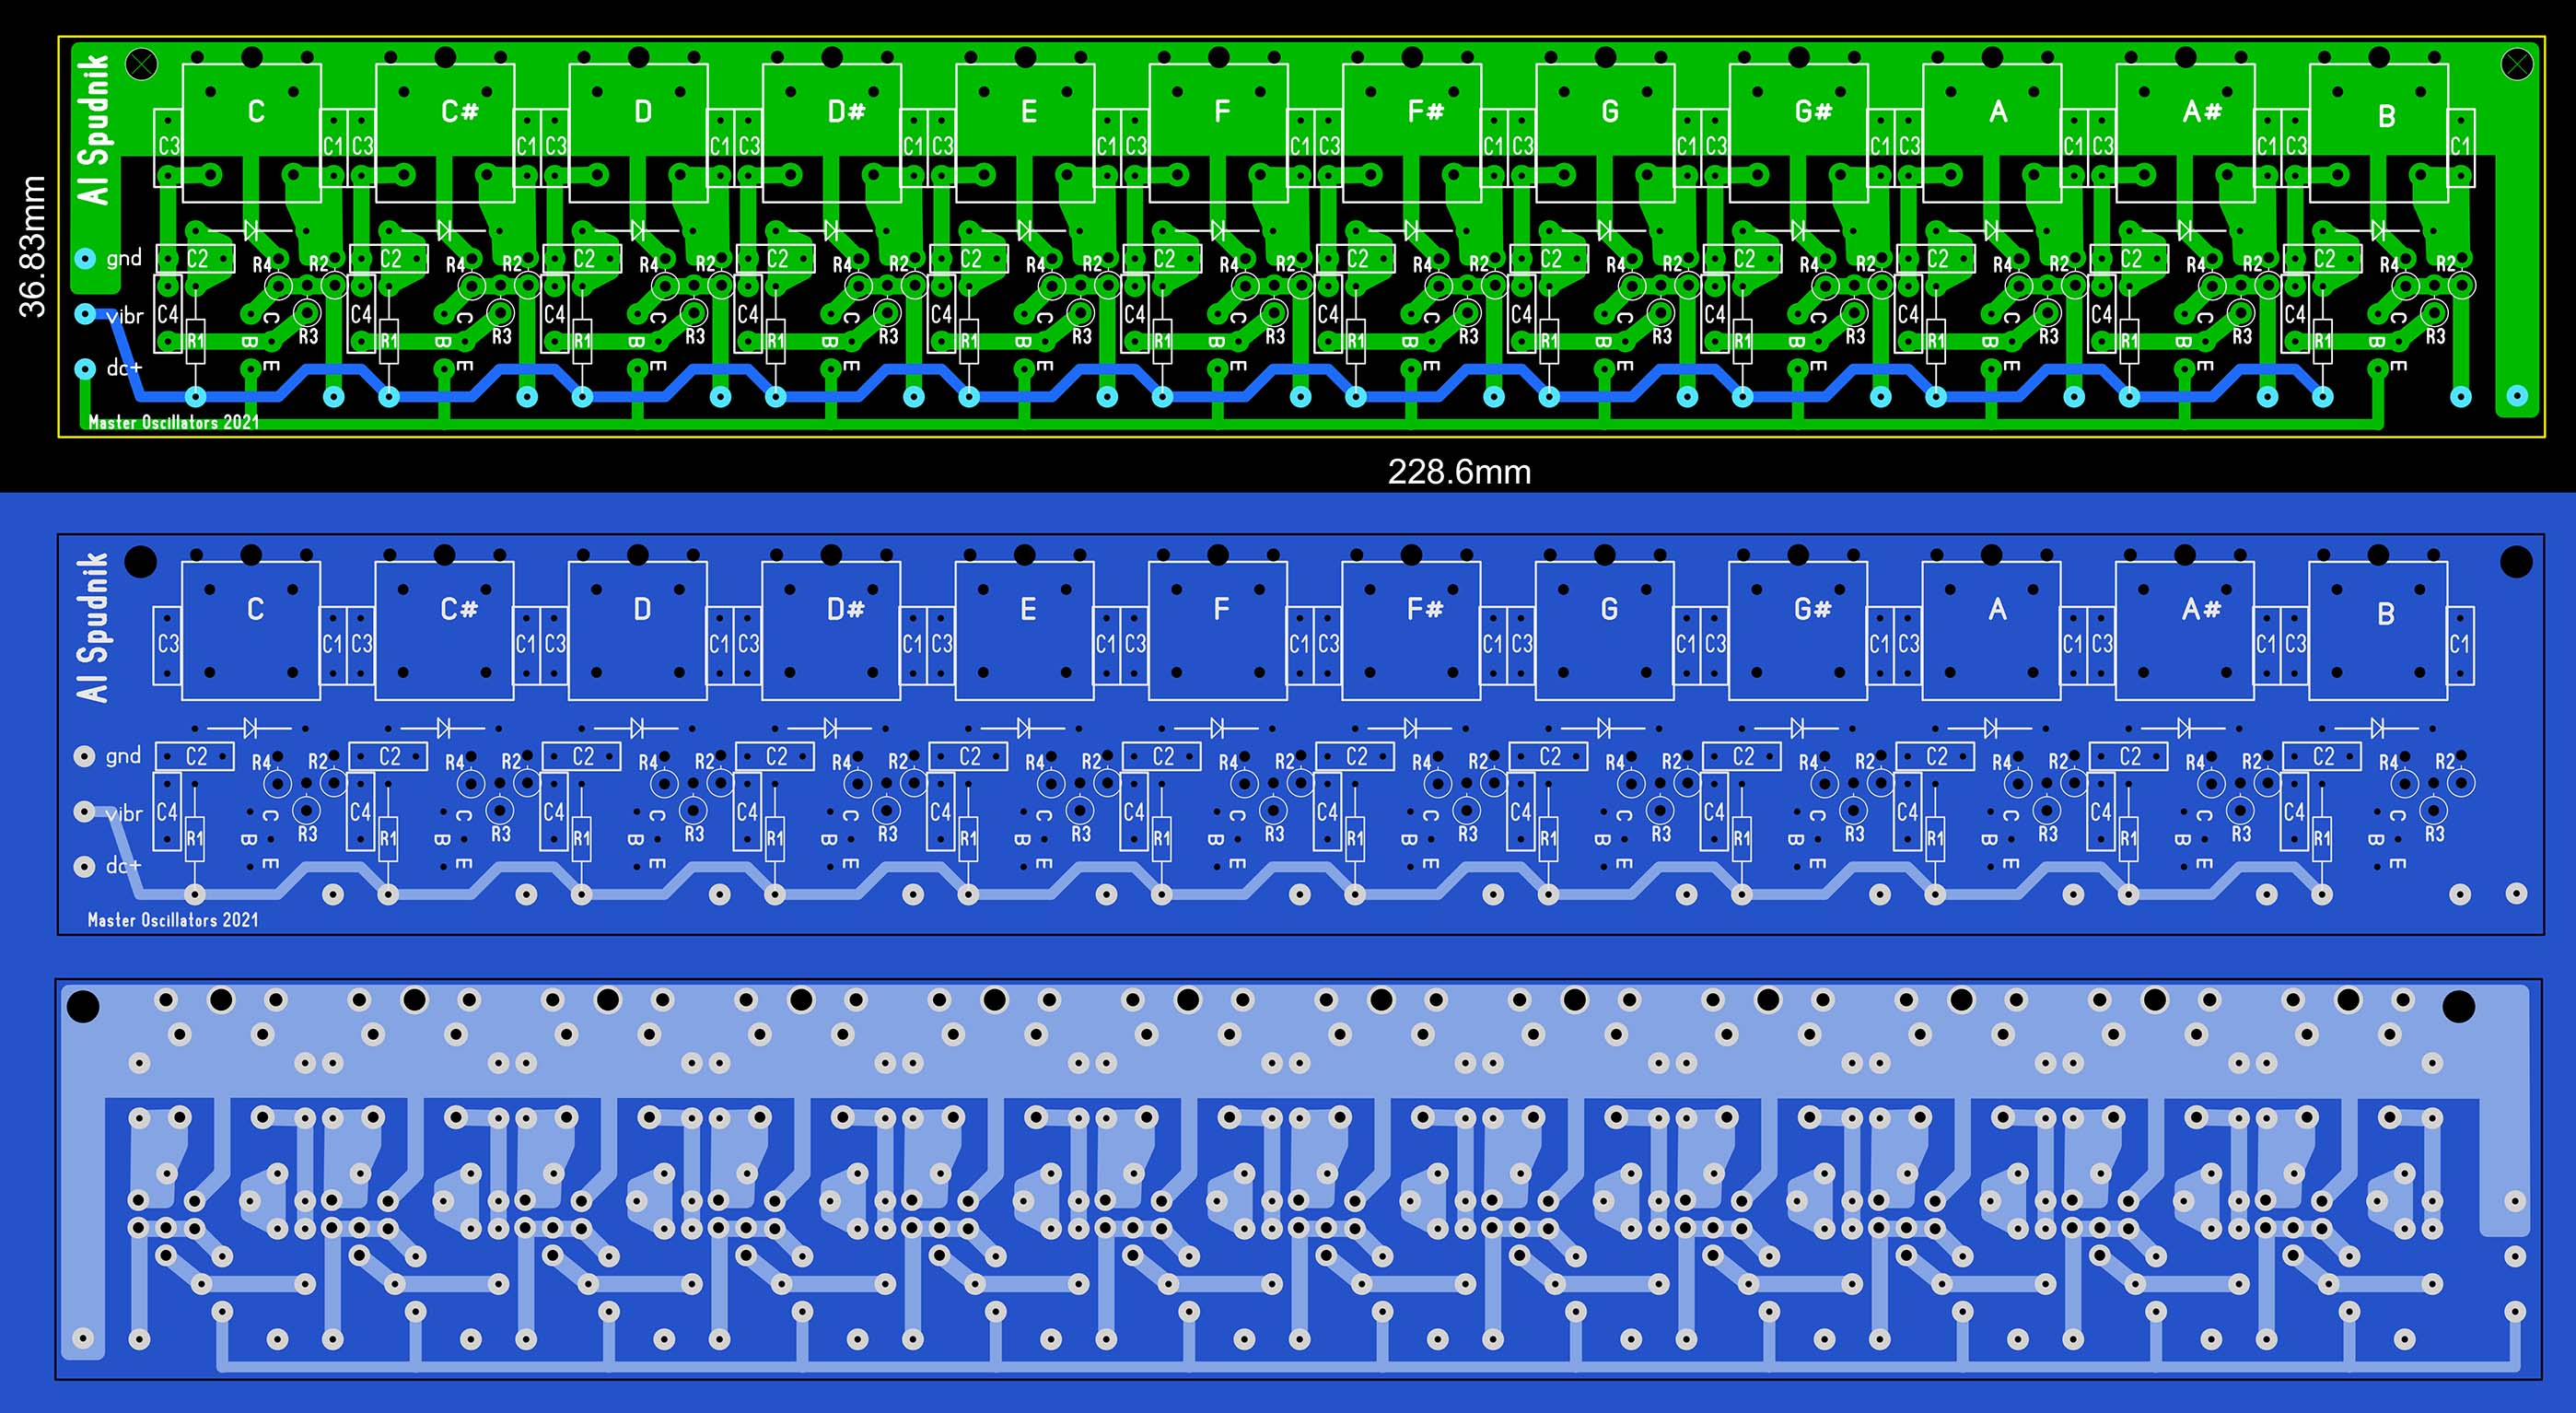 36.83mm
Al Spudnik
C C# D D# E F F# G G# A A# B
C3 C1 C3 C1 C3 C1 C3 C1 C3 C1 C3 C1 C3 C1 C3 C1 C3 C1 C3 C1 C3 C1 C3 C1
gnd C2 C2 C2 C2 C2 C2 C2 C2 C2 C2 C2 C2
R4 R2 R4 R2 R4 R2 R4 R2 R4 R2 R4 R2 R4 R2 R4 R2 R4 R2 R4 R2 R4 R2 R4 R2
vibr C4 C C4 C C4 C C4 C C4 C C4 C C4 C C4 C C4 C C4 C C4 C C4 C
R1 B R3 R1 B R3 R1 B R3 R1 B R3 R1 B R3 R1 B R3 R1 B R3 R1 B R3 R1 B R3 R1 B R3 R1 B R3 R1 B R3
dc+ E E E E E E E E E E E E
Master Oscillators 2021
228.6mm
Al Spudnik
C C# D D# E F F# G G# A A# B
C3 C1 C3 C1 C3 C1 C3 C1 C3 C1 C3 C1 C3 C1 C3 C1 C3 C1 C3 C1 C3 C1 C3 C1
gnd C2 C2 C2 C2 C2 C2 C2 C2 C2 C2 C2 C2
R4 R2 R4 R2 R4 R2 R4 R2 R4 R2 R4 R2 R4 R2 R4 R2 R4 R2 R4 R2 R4 R2 R4 R2
vibr C4 C C4 C C4 C C4 C C4 C C4 C C4 C C4 C C4 C C4 C C4 C C4 C
R1 B R3 R1 B R3 R1 B R3 R1 B R3 R1 B R3 R1 B R3 R1 B R3 R1 B R3 R1 B R3 R1 B R3 R1 B R3 R1 B R3
dc+ E E E E E E E E E E E E
Master Oscillators 2021